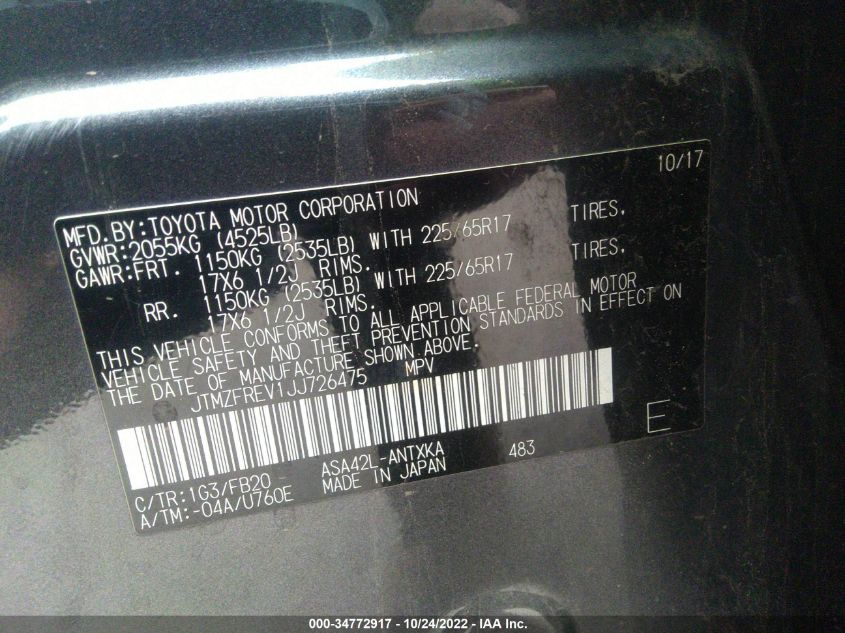 10/17
MFD.BY:TOYOTA MOTOR CORPORATION
GVWR:2055KG (4525LB)
GAWR:FRT. 1150KG (2535LB) WITH 225/65R17 TIRES,
17X6 1/2J RIMS.
RR. 1150KG (2535LB) WITH 225/65R17 TIRES,
17X6 1/2J RIMS.
THIS VEHICLE CONFORMS TO ALL APPLICABLE FEDERAL MOTOR
VEHICLE SAFETY AND THEFT PREVENTION STANDARDS IN EFFECT ON
THE DATE OF MANUFACTURE SHOWN ABOVE.
JTMZFREV1JJ726475 MPV
E
C/TR:1G3/FB20 ASA42L-ANTXKA 483
A/TM:-04A/U760E MADE IN JAPAN
000-34772917 - 10/24/2022 - IAA Inc.